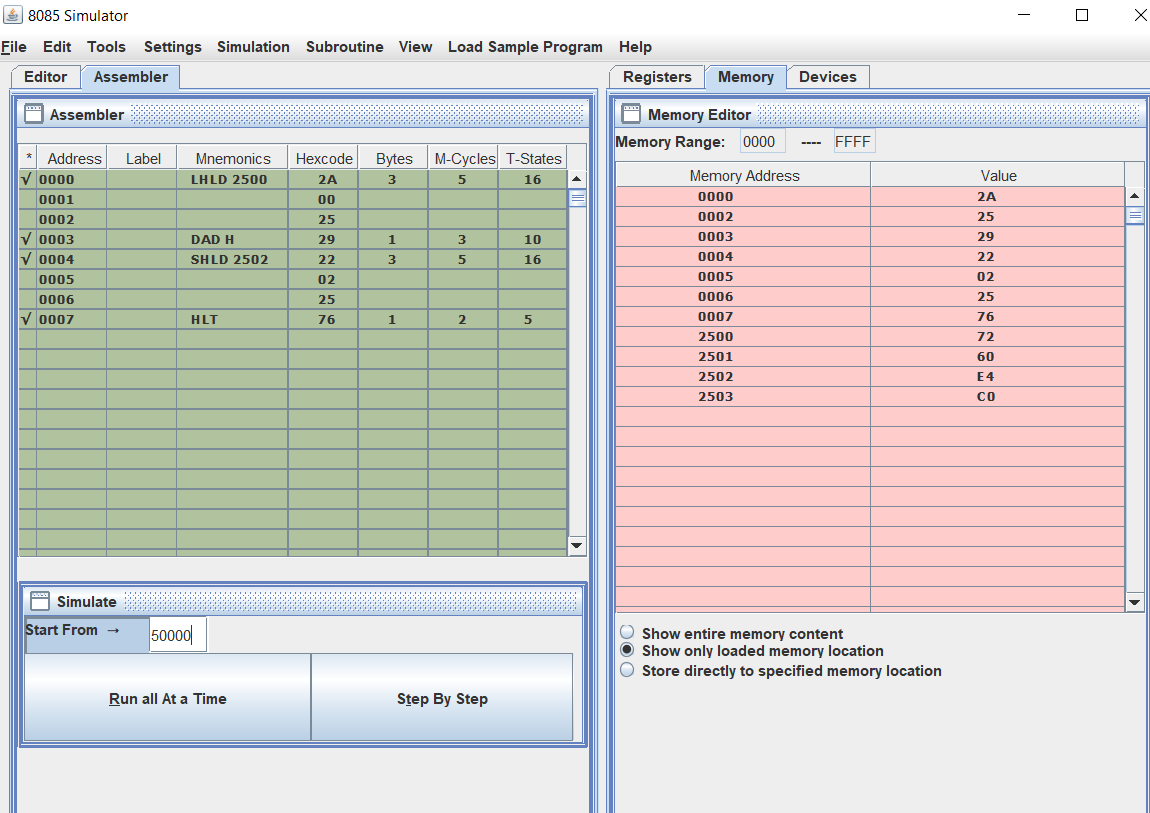 8085 Simulator
File Edit Tools Settings Simulation Subroutine View Load Sample Program Help
Editor Assembler
Assembler
* Address Label Mnemonics Hexcode Bytes M-Cycles T-States
√ 0000 LHLD 2500 2A 3 5 16
0001 00
0002 25
√ 0003 DAD H 29 1 3 10
√ 0004 SHLD 2502 22 3 5 16
0005 02
0006 25
√ 0007 HLT 76 1 2 5
Simulate
Start From → 50000
Run all At a Time Step By Step
Registers Memory Devices
Memory Editor
Memory Range: 0000 ---- FFFF
Memory Address Value
0000 2A
0002 25
0003 29
0004 22
0005 02
0006 25
0007 76
2500 72
2501 60
2502 E4
2503 C0
Show entire memory content
Show only loaded memory location
Store directly to specified memory location